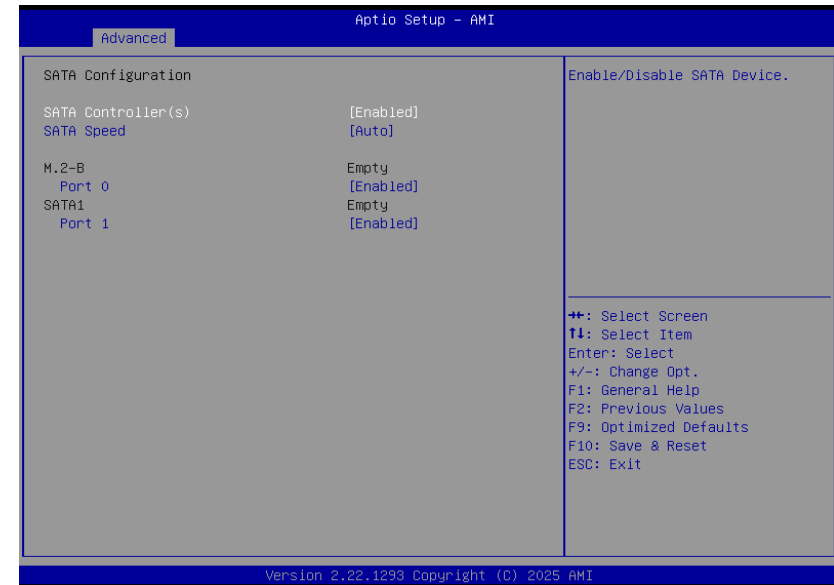 Aptio Setup – AMI
Advanced
SATA Configuration
SATA Controller(s) [Enabled]
SATA Speed [Auto]
M.2-B Empty
Port 0 [Enabled]
SATA1 Empty
Port 1 [Enabled]
Enable/Disable SATA Device.
→←: Select Screen
↑↓: Select Item
Enter: Select
+/-: Change Opt.
F1: General Help
F2: Previous Values
F9: Optimized Defaults
F10: Save & Reset
ESC: Exit
Version 2.22.1293 Copyright (C) 2025 AMI